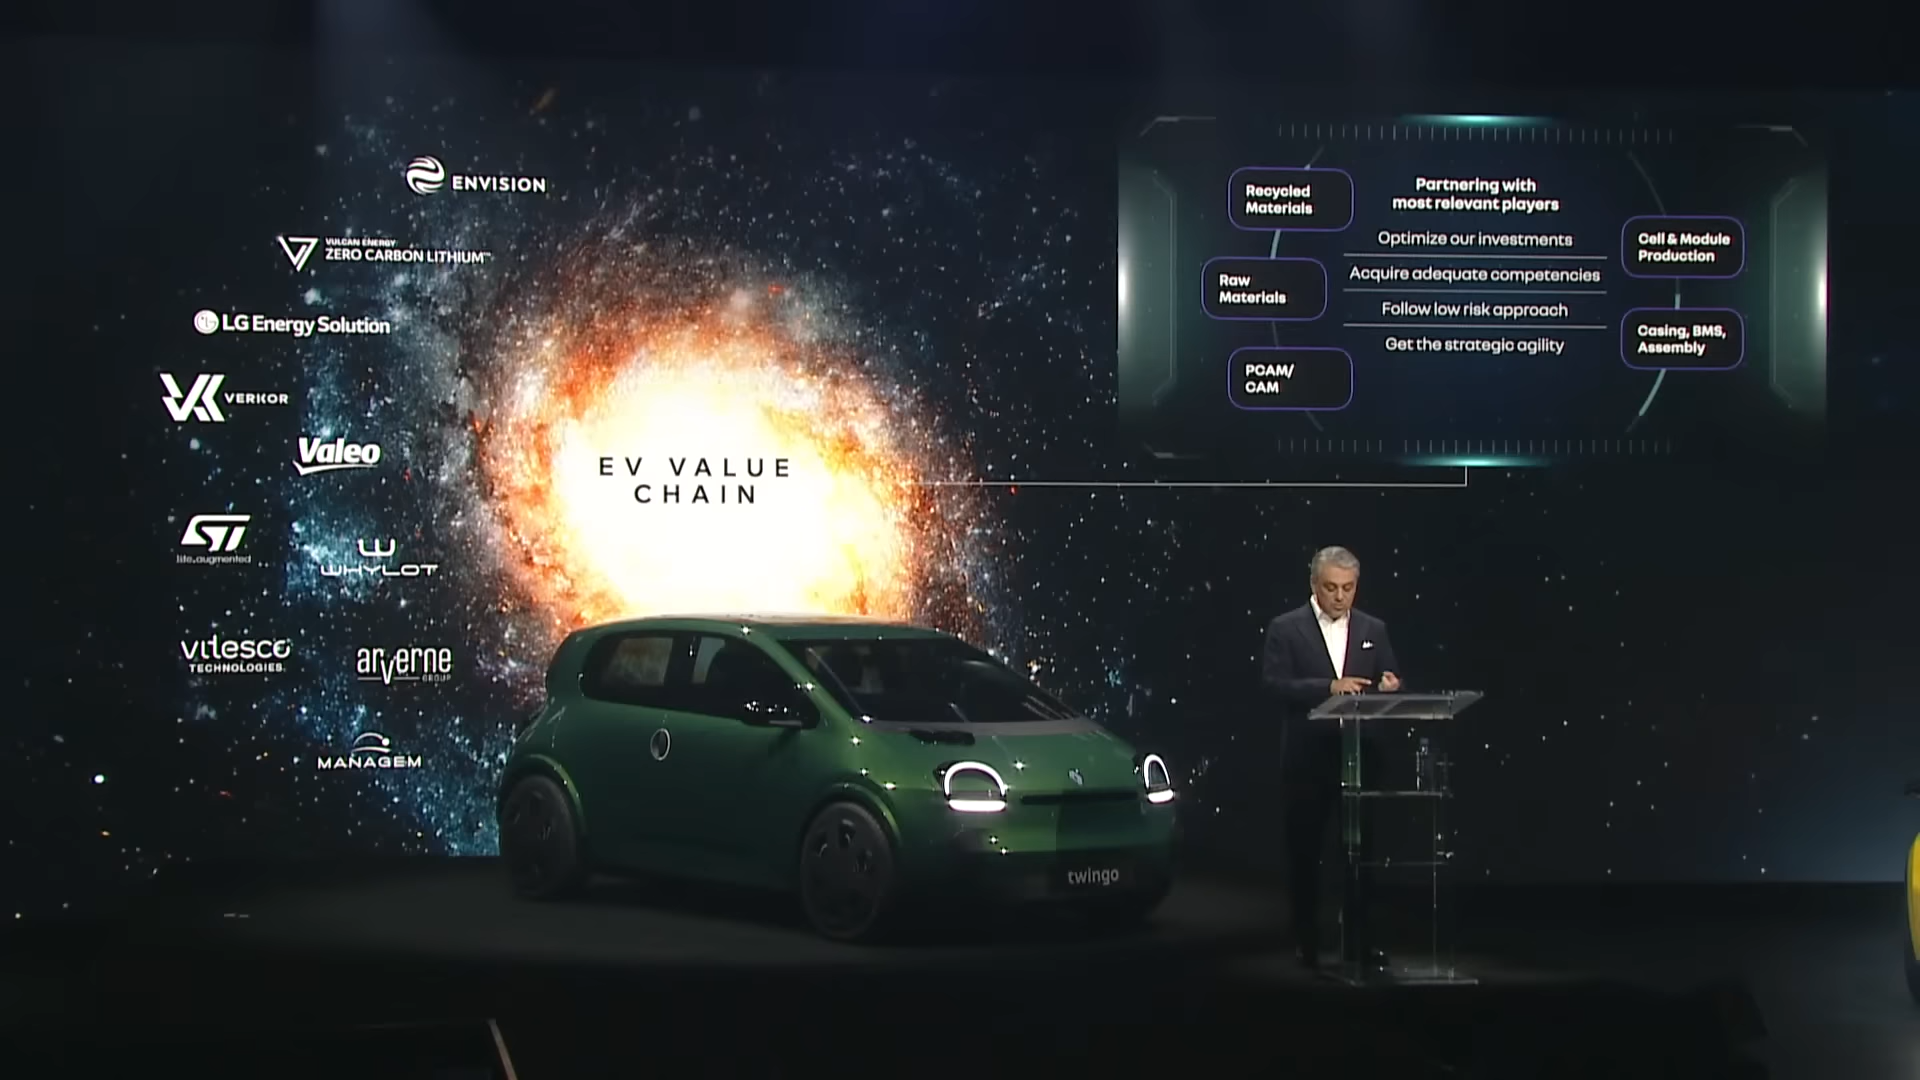 ENVISION
VULCAN ENERGY
ZERO CARBON LITHIUM™
LG Energy Solution
VERKOR
Valeo
ST
life.augmented
WHYLOT
vitesco
TECHNOLOGIES
arverne
GROUP
MANAGEM
EV VALUE
CHAIN
Partnering with
most relevant players
Optimize our investments
Acquire adequate competencies
Follow low risk approach
Get the strategic agility
Recycled
Materials
Raw
Materials
PCAM/
CAM
Cell & Module
Production
Casing, BMS,
Assembly
twingo